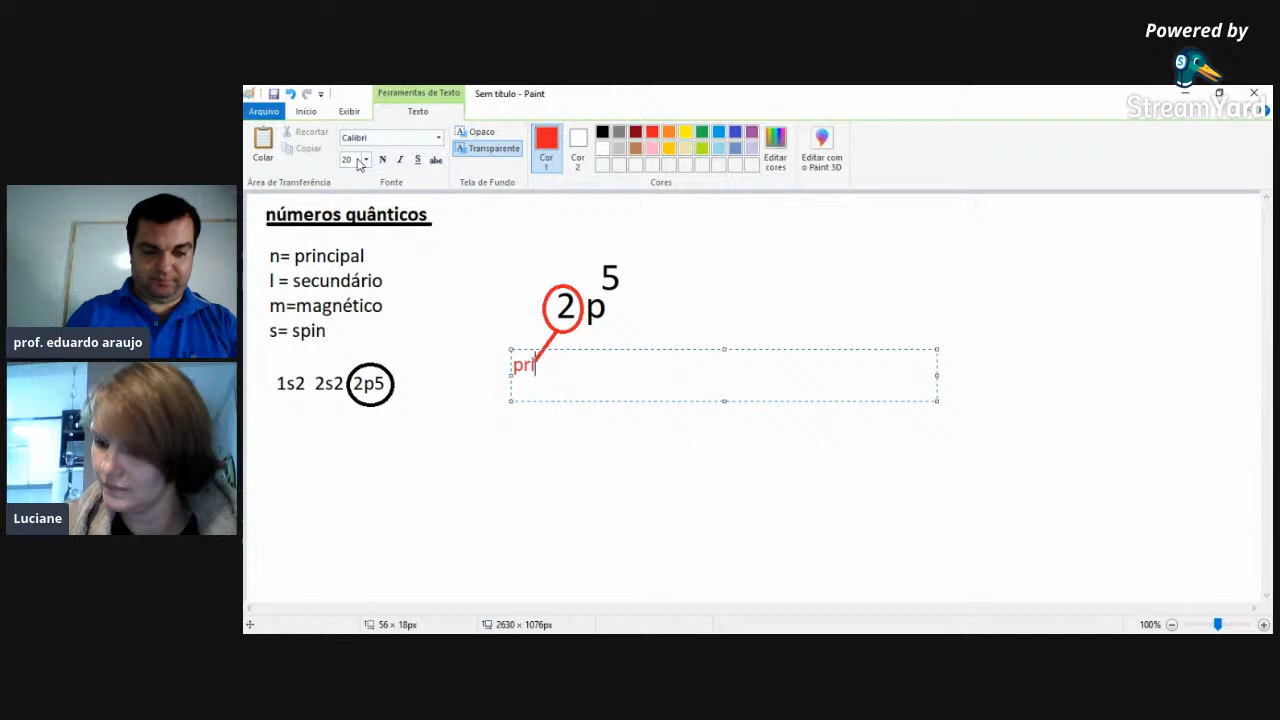 Powered by
StreamYard
Ferramentas de Texto
Sem título - Paint
Arquivo
Início
Exibir
Texto
Colar
Recortar
Copiar
Área de Transferência
Calibri
20
N I S abc
Fonte
Opaco
Transparente
Tela de Fundo
Cor 1
Cor 2
Editar cores
Cores
Editar com o Paint 3D
números quânticos
n= principal
l = secundário
m=magnético
s= spin
1s2 2s2 2p5
2 p 5
pri
prof. eduardo araujo
Luciane
56 × 18px
2630 × 1076px
100%